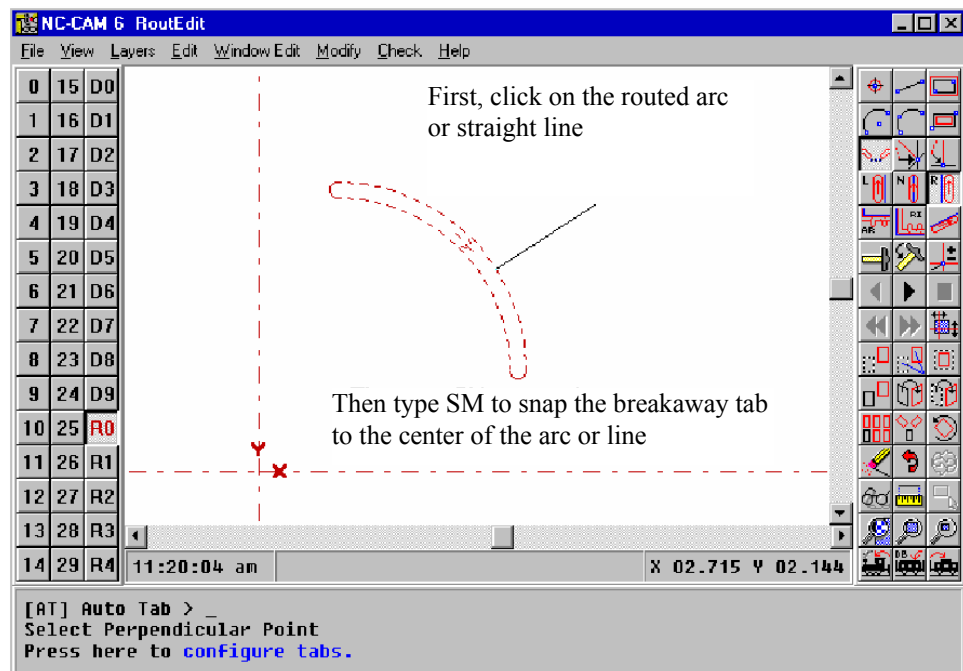 NC-CAM 6 RoutEdit
File View Layers Edit Window Edit Modify Check Help
0 15 D0
1 16 D1
2 17 D2
3 18 D3
4 19 D4
5 20 D5
6 21 D6
7 22 D7
8 23 D8
9 24 D9
10 25 R0
11 26 R1
12 27 R2
13 28 R3
14 29 R4
First, click on the routed arc
or straight line
Then type SM to snap the breakaway tab
to the center of the arc or line
Y
X
L N R
AR RI
DB
11:20:04 am X 02.715 Y 02.144
[AT] Auto Tab > _
Select Perpendicular Point
Press here to configure tabs.